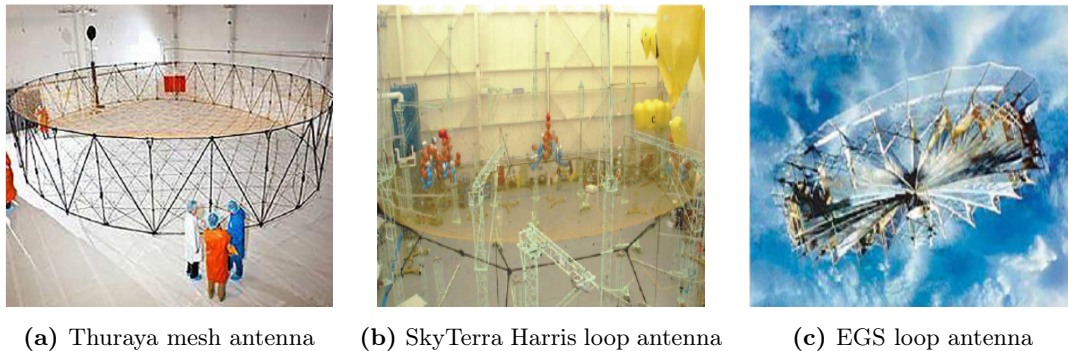 (a) Thuraya mesh antenna
(b) SkyTerra Harris loop antenna
(c) EGS loop antenna